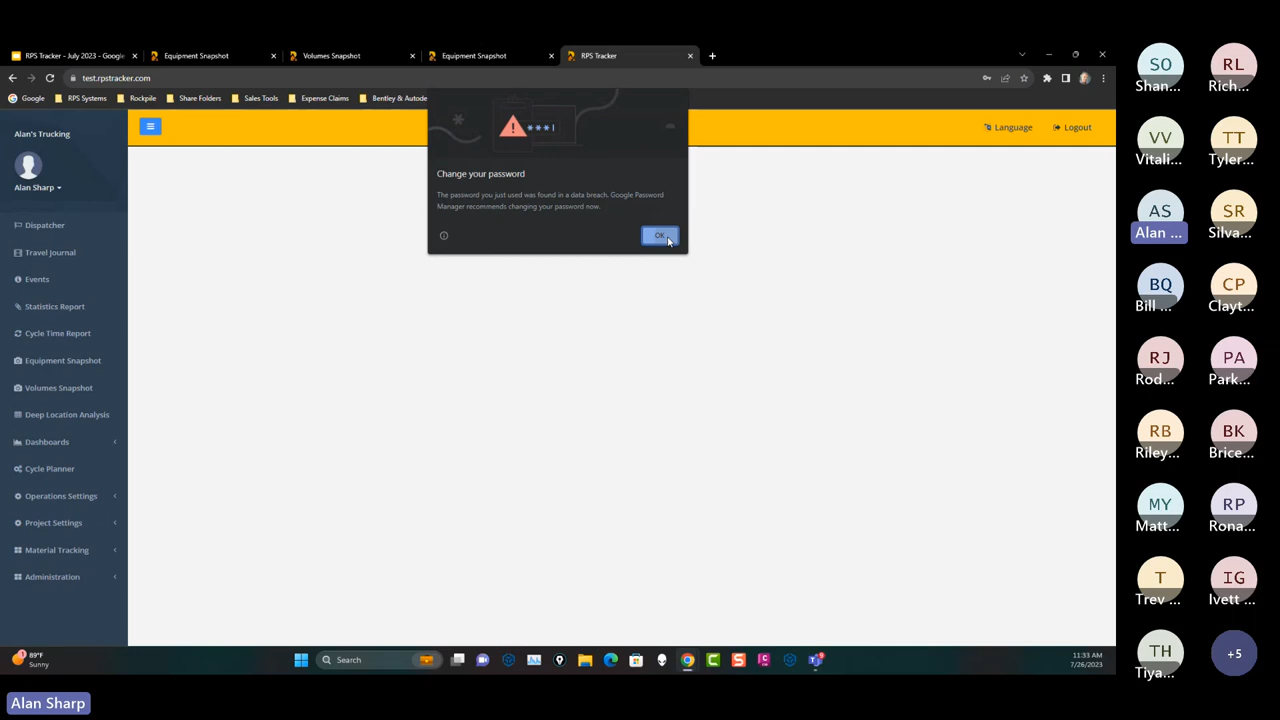 RPS Tracker - July 2023 - Google
Equipment Snapshot
Volumes Snapshot
Equipment Snapshot
RPS Tracker
test.rpstracker.com
Google
RPS Systems
Rockpile
Share Folders
Sales Tools
Expense Claims
Bentley & Autode
Alan's Trucking
Alan Sharp
Dispatcher
Travel Journal
Events
Statistics Report
Cycle Time Report
Equipment Snapshot
Volumes Snapshot
Deep Location Analysis
Dashboards
Cycle Planner
Operations Settings
Project Settings
Material Tracking
Administration
Language
Logout
***|
Change your password
The password you just used was found in a data breach. Google Password
Manager recommends changing your password now.
OK
SO
Shan...
RL
Rich...
VV
Vitali...
TT
Tyler...
AS
Alan ...
SR
Silva...
BQ
Bill ...
CP
Clayt...
RJ
Rod...
PA
Park...
RB
Riley...
BK
Brice...
MY
Matt...
RP
Rona...
T
Trev ...
IG
Ivett ...
TH
Tiya...
+5
89°F
Sunny
Search
11:33 AM
7/26/2023
Alan Sharp